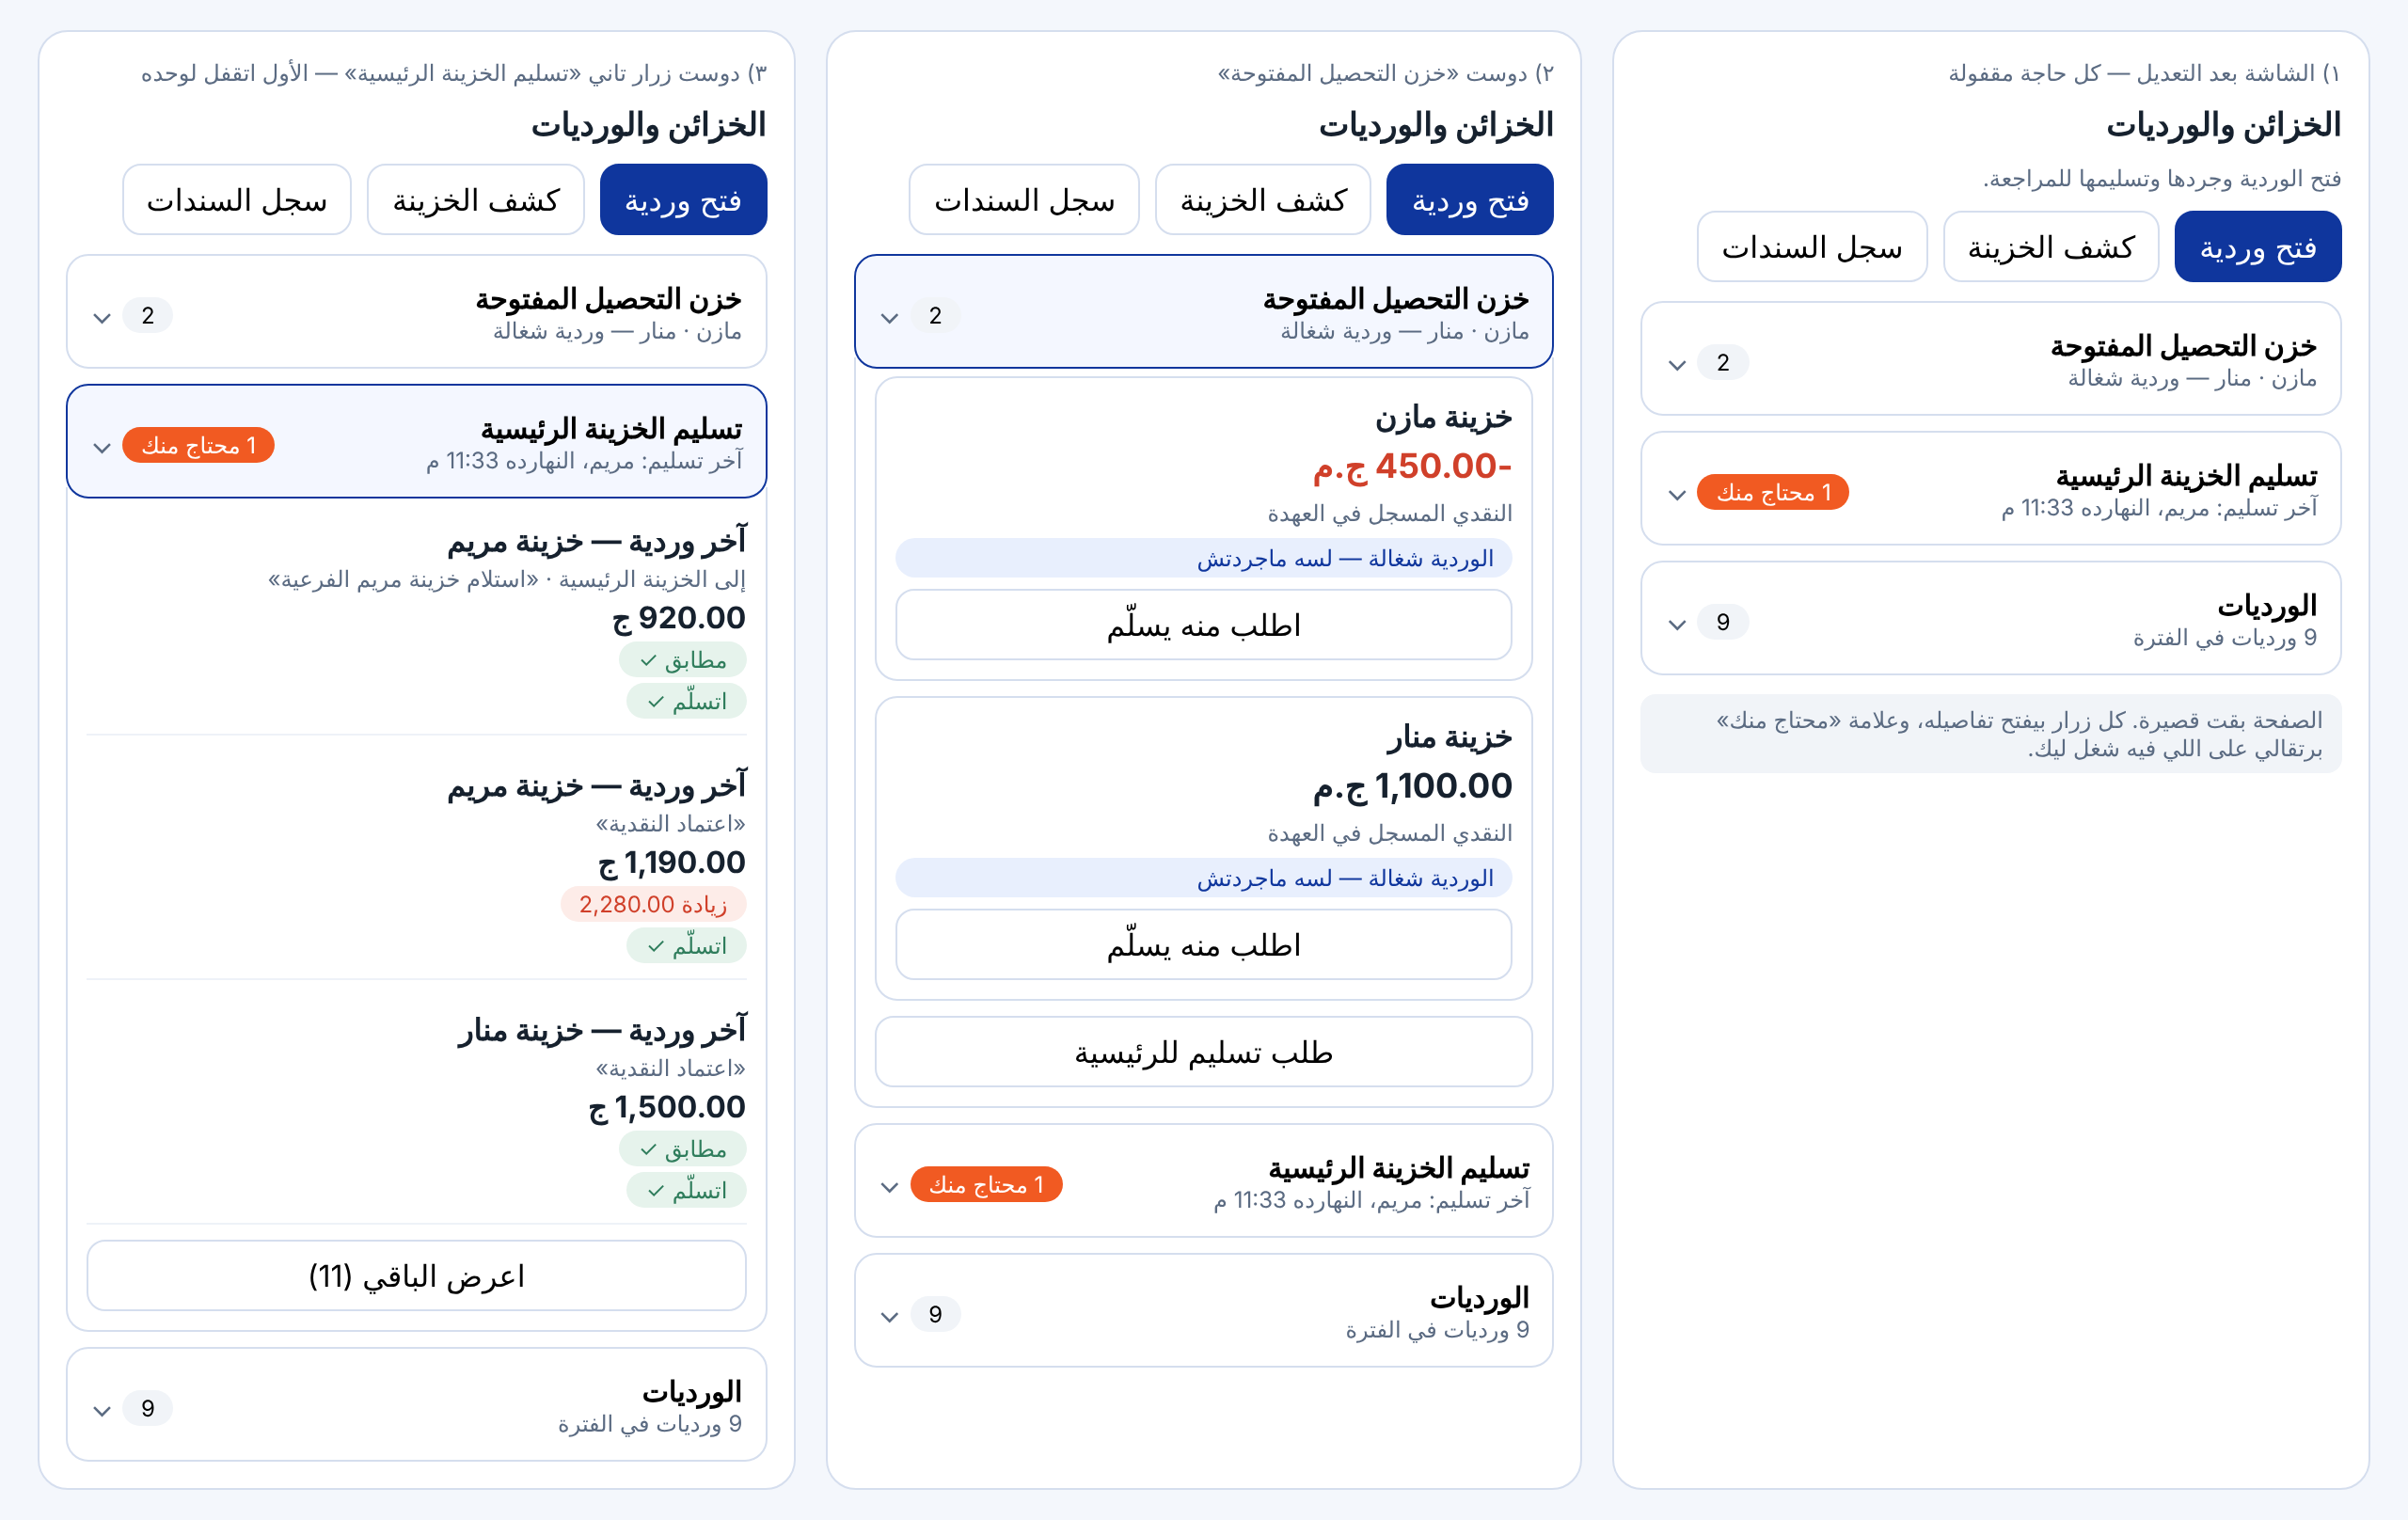 ١) الشاشة بعد التعديل — كل حاجة مقفولة
الخزائن والورديات
فتح الوردية وجردها وتسليمها للمراجعة.
فتح وردية
كشف الخزينة
سجل السندات
خزن التحصيل المفتوحة
2
مازن · منار — وردية شغالة
تسليم الخزينة الرئيسية
1 محتاج منك
آخر تسليم: مريم، النهارده 11:33 م
الورديات
9
9 ورديات في الفترة
الصفحة بقت قصيرة. كل زرار بيفتح تفاصيله، وعلامة «محتاج منك»
برتقالي على اللي فيه شغل ليك.
٢) دوست «خزن التحصيل المفتوحة»
الخزائن والورديات
فتح وردية
كشف الخزينة
سجل السندات
خزن التحصيل المفتوحة
2
مازن · منار — وردية شغالة
خزينة مازن
-450.00 ج.م
النقدي المسجل في العهدة
الوردية شغالة — لسه ماجردتش
اطلب منه يسلّم
خزينة منار
1,100.00 ج.م
النقدي المسجل في العهدة
الوردية شغالة — لسه ماجردتش
اطلب منه يسلّم
طلب تسليم للرئيسية
تسليم الخزينة الرئيسية
1 محتاج منك
آخر تسليم: مريم، النهارده 11:33 م
الورديات
9
9 ورديات في الفترة
٣) دوست زرار تاني «تسليم الخزينة الرئيسية» — الأول اتقفل لوحده
الخزائن والورديات
فتح وردية
كشف الخزينة
سجل السندات
خزن التحصيل المفتوحة
2
مازن · منار — وردية شغالة
تسليم الخزينة الرئيسية
1 محتاج منك
آخر تسليم: مريم، النهارده 11:33 م
آخر وردية — خزينة مريم
إلى الخزينة الرئيسية · «استلام خزينة مريم الفرعية»
920.00 ج
مطابق ✓
اتسلّم ✓
آخر وردية — خزينة مريم
«اعتماد النقدية»
1,190.00 ج
زيادة 2,280.00
اتسلّم ✓
آخر وردية — خزينة منار
«اعتماد النقدية»
1,500.00 ج
مطابق ✓
اتسلّم ✓
اعرض الباقي (11)
الورديات
9
9 ورديات في الفترة